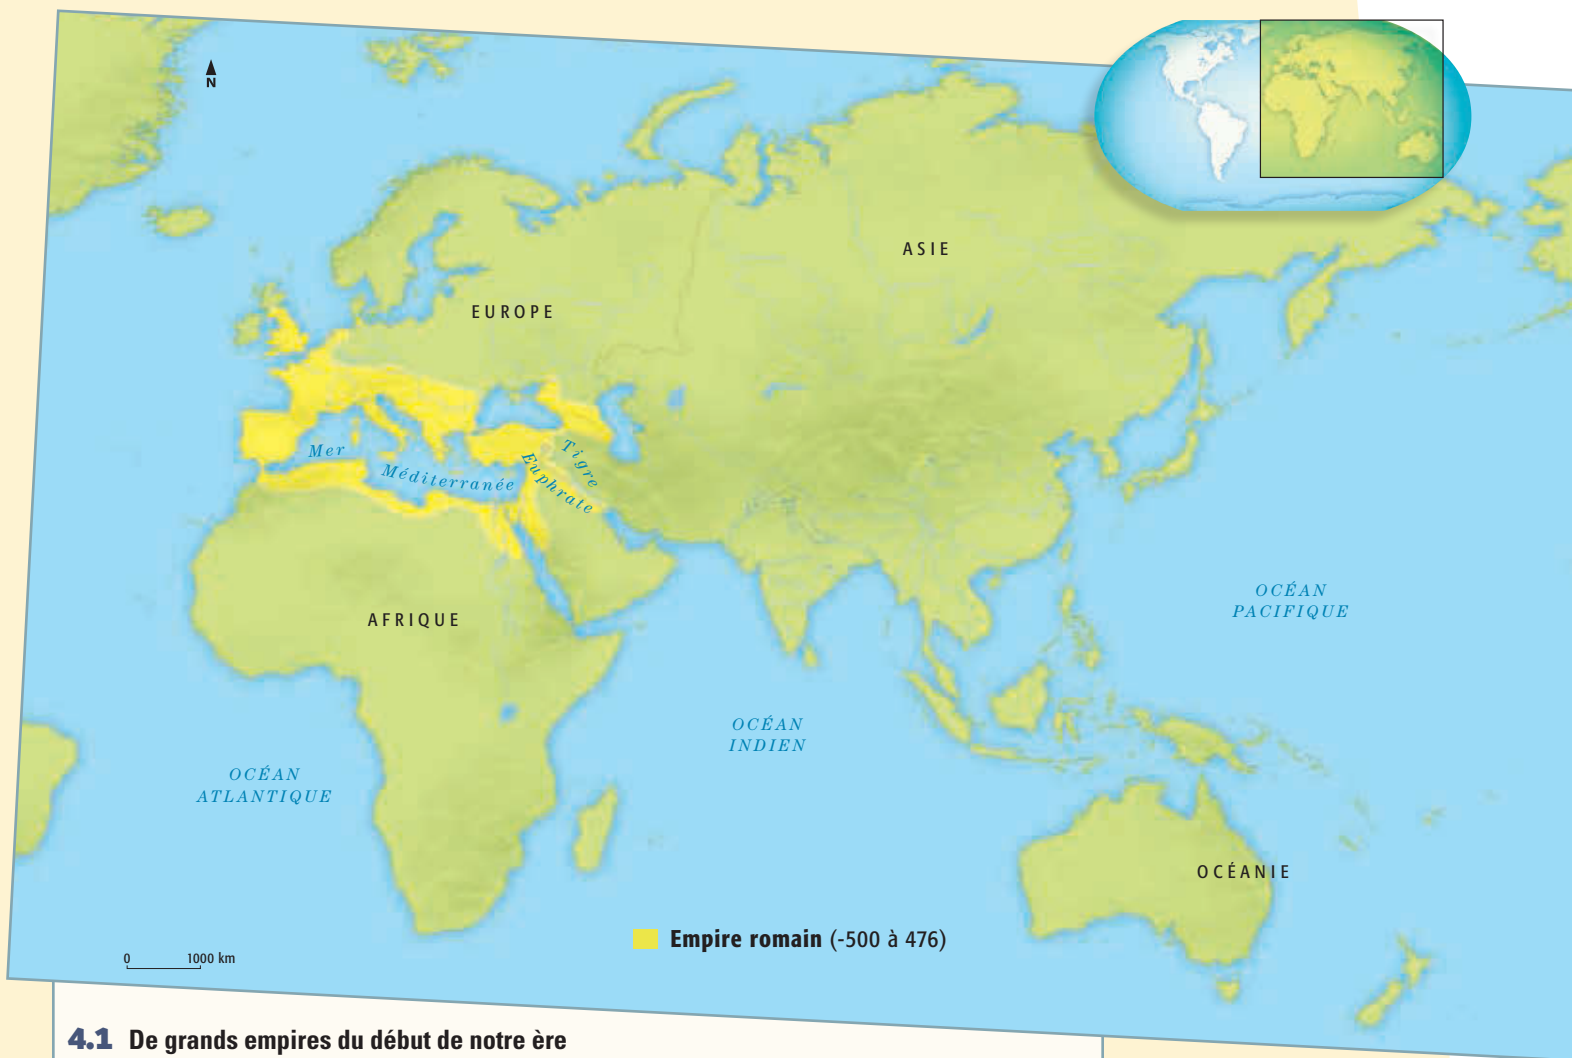 N
ASIE
EUROPE
Mer
Méditerranée
Tigre
Euphrate
AFRIQUE
OCÉAN
PACIFIQUE
OCÉAN
INDIEN
OCÉAN
ATLANTIQUE
OCÉANIE
Empire romain (-500 à 476)
0 1000 km
4.1 De grands empires du début de notre ère